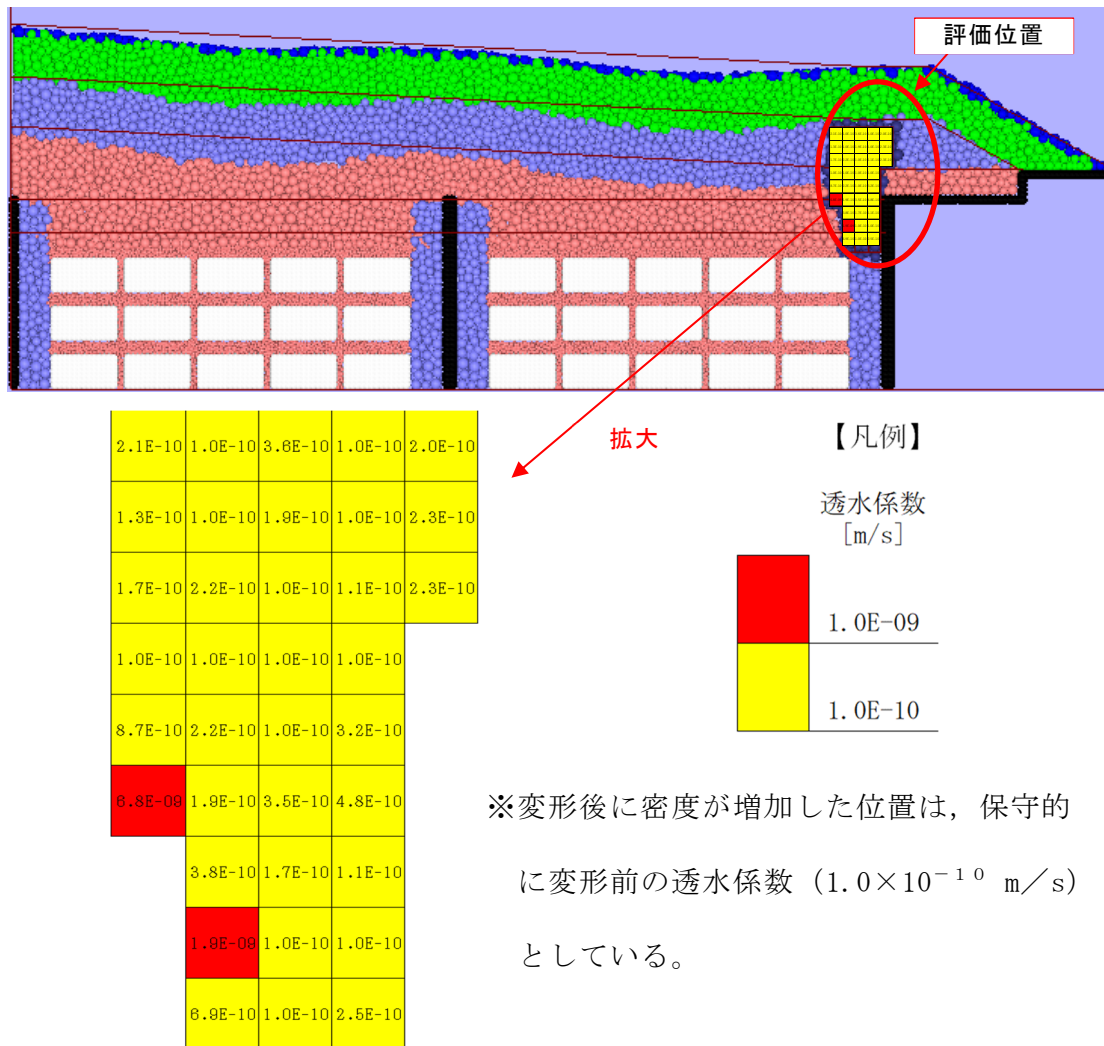 評価位置
拡大
2.1E-10 1.0E-10 3.6E-10 1.0E-10 2.0E-10
1.3E-10 1.0E-10 1.9E-10 1.0E-10 2.3E-10
1.7E-10 2.2E-10 1.0E-10 1.1E-10 2.3E-10
1.0E-10 1.0E-10 1.0E-10 1.0E-10
8.7E-10 2.2E-10 1.0E-10 3.2E-10
6.8E-09 1.9E-10 3.5E-10 4.8E-10
3.8E-10 1.7E-10 1.1E-10
1.9E-09 1.0E-10 1.0E-10
6.9E-10 1.0E-10 2.5E-10
【凡例】
透水係数
[m/s]
1.0E-09
1.0E-10
※変形後に密度が増加した位置は，保守的
に変形前の透水係数（1.0×10⁻¹⁰ m／s）
としている。